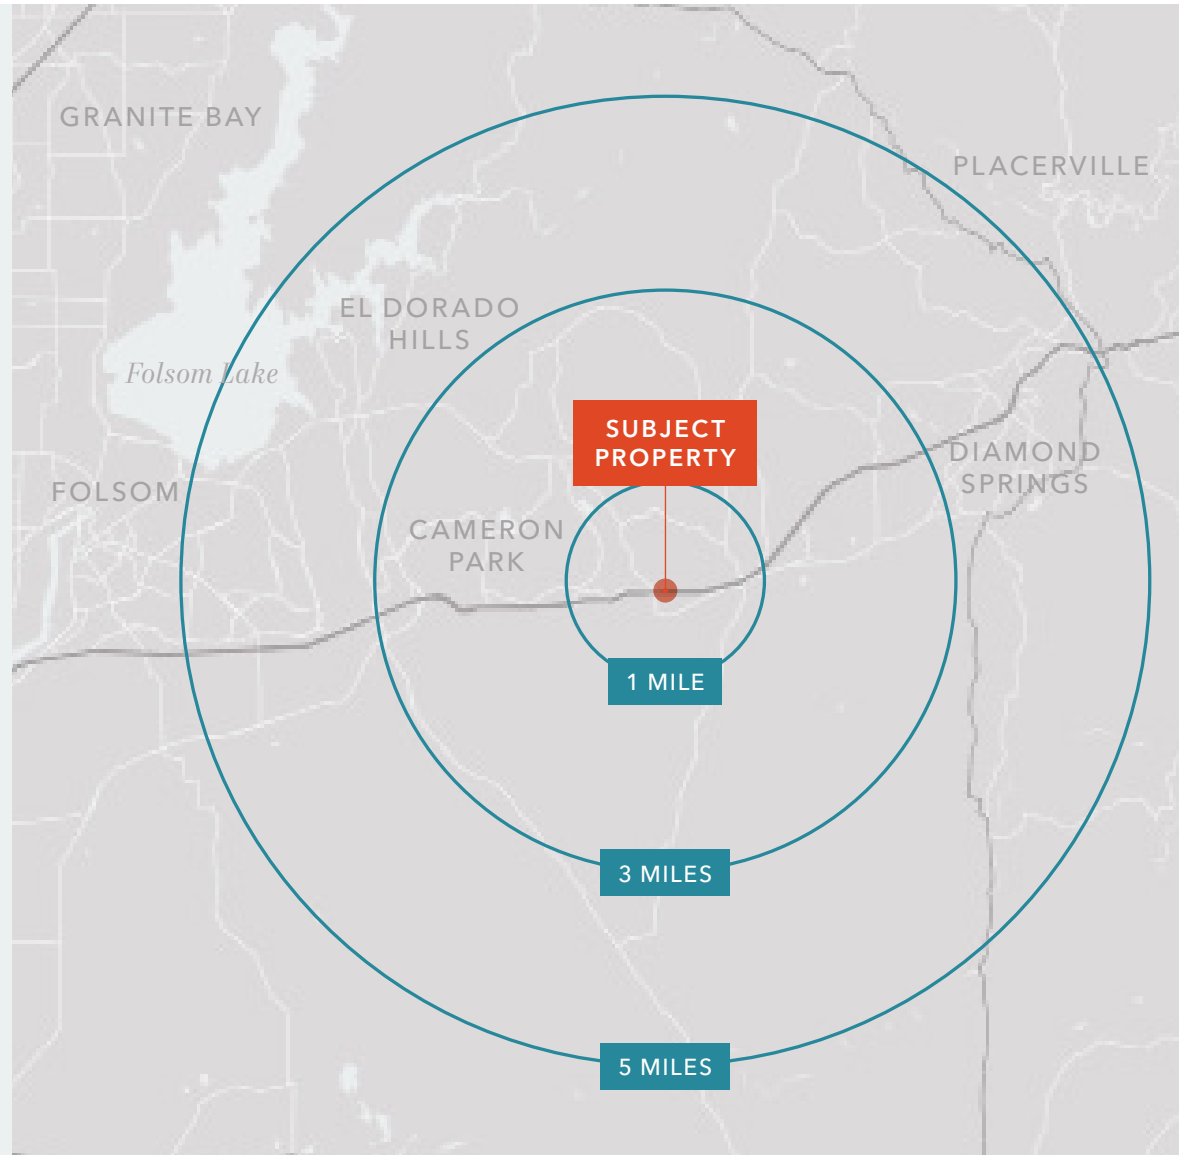 GRANITE BAY
PLACERVILLE
EL DORADO
HILLS
Folsom Lake
SUBJECT
PROPERTY
DIAMOND
SPRINGS
FOLSOM
CAMERON
PARK
1 MILE
3 MILES
5 MILES